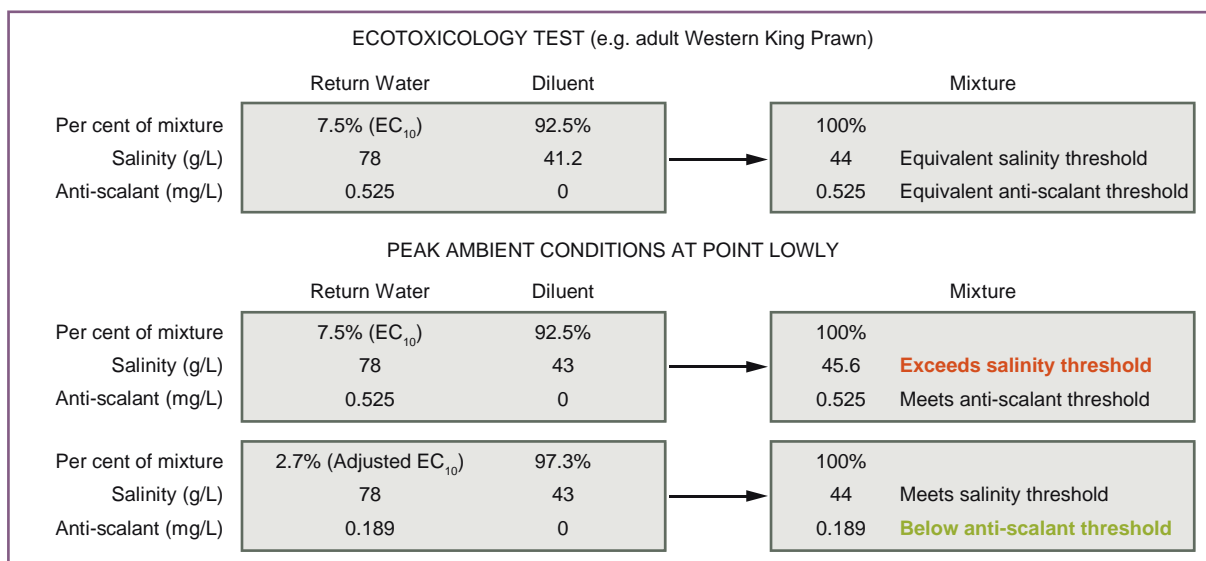 ECOTOXICOLOGY TEST (e.g. adult Western King Prawn)
Return Water Diluent Mixture
Per cent of mixture 7.5% (EC₁₀) 92.5% 100%
Salinity (g/L) 78 41.2 44 Equivalent salinity threshold
Anti-scalant (mg/L) 0.525 0 0.525 Equivalent anti-scalant threshold
PEAK AMBIENT CONDITIONS AT POINT LOWLY
Return Water Diluent Mixture
Per cent of mixture 7.5% (EC₁₀) 92.5% 100%
Salinity (g/L) 78 43 45.6 Exceeds salinity threshold
Anti-scalant (mg/L) 0.525 0 0.525 Meets anti-scalant threshold
Per cent of mixture 2.7% (Adjusted EC₁₀) 97.3% 100%
Salinity (g/L) 78 43 44 Meets salinity threshold
Anti-scalant (mg/L) 0.189 0 0.189 Below anti-scalant threshold